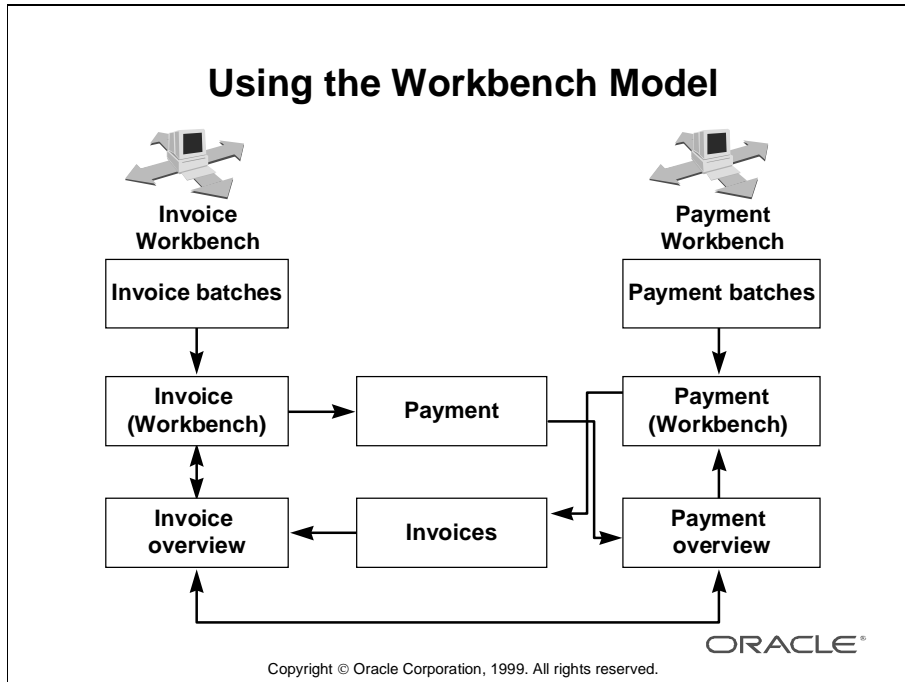 Using the Workbench Model
Invoice
Workbench
Payment
Workbench
Invoice batches
Payment batches
Invoice
(Workbench)
Payment
Payment
(Workbench)
Invoice
overview
Invoices
Payment
overview
ORACLE®
Copyright © Oracle Corporation, 1999. All rights reserved.